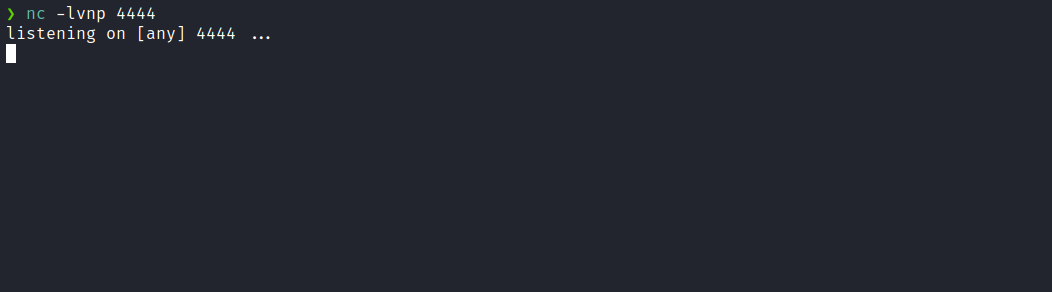 ❯ nc -lvnp 4444
listening on [any] 4444 ...